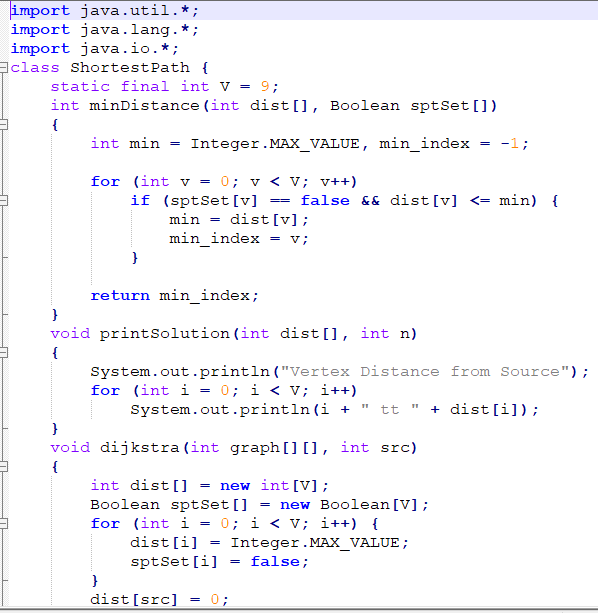 import java.util.*;
import java.lang.*;
import java.io.*;
class ShortestPath {
    static final int V = 9;
    int minDistance(int dist[], Boolean sptSet[])
    {
        int min = Integer.MAX_VALUE, min_index = -1;

        for (int v = 0; v < V; v++)
            if (sptSet[v] == false && dist[v] <= min) {
                min = dist[v];
                min_index = v;
            }

        return min_index;
    }
    void printSolution(int dist[], int n)
    {
        System.out.println("Vertex Distance from Source");
        for (int i = 0; i < V; i++)
            System.out.println(i + " tt " + dist[i]);
    }
    void dijkstra(int graph[][], int src)
    {
        int dist[] = new int[V];
        Boolean sptSet[] = new Boolean[V];
        for (int i = 0; i < V; i++) {
            dist[i] = Integer.MAX_VALUE;
            sptSet[i] = false;
        }
        dist[src] = 0;